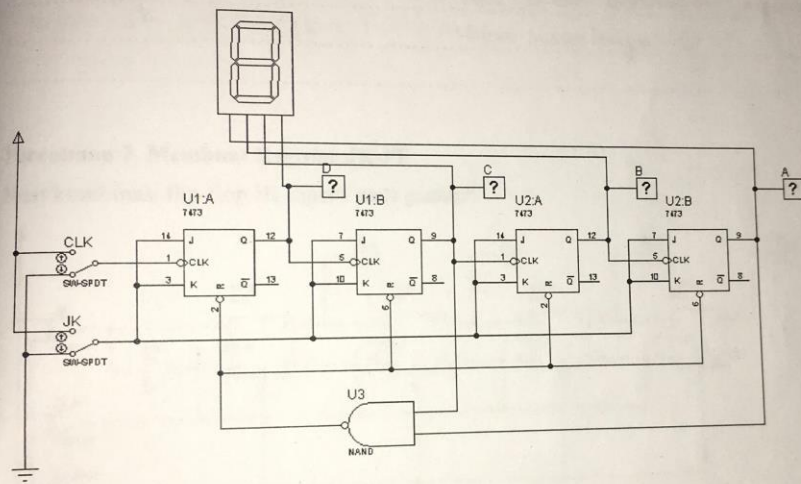 D
?
C
?
B
?
A
?
U1:A
7473
U1:B
7473
U2:A
7473
U2:B
7473
14 J Q 12
1 CLK
3 K Q 13
R
2
7 J Q 9
5 CLK
10 K Q 8
R
6
14 J Q 12
1 CLK
3 K Q 13
R
2
7 J Q 9
5 CLK
10 K Q 8
R
6
CLK
SW-SPDT
JK
SW-SPDT
U3
NAND